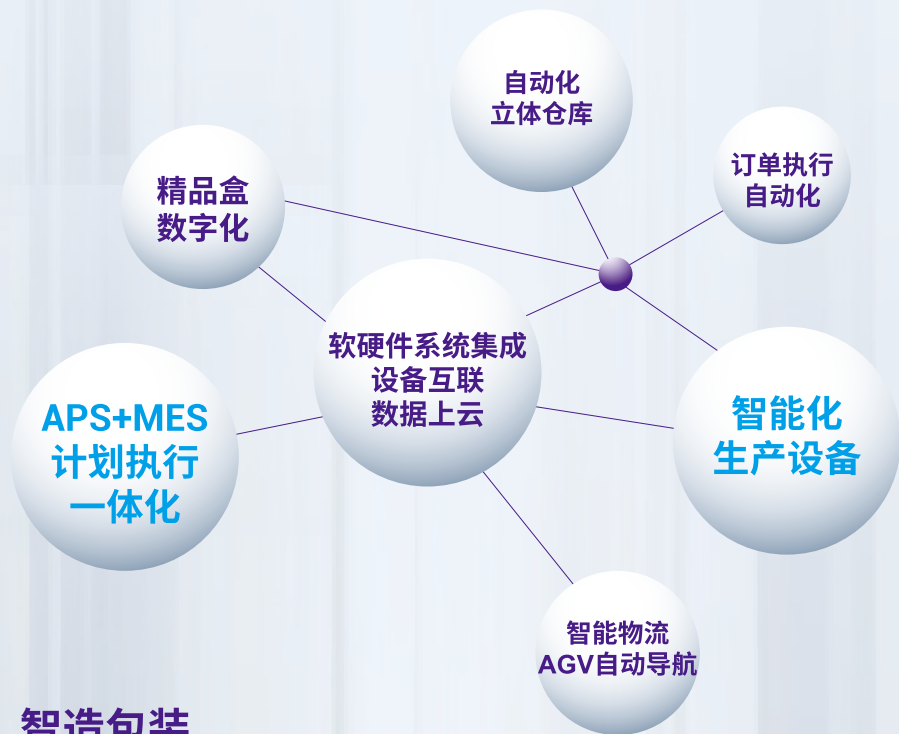 自动化
立体仓库
订单执行
自动化
精品盒
数字化
软硬件系统集成
设备互联
数据上云
APS+MES
计划执行
一体化
智能化
生产设备
智能物流
AGV自动导航
智造包装